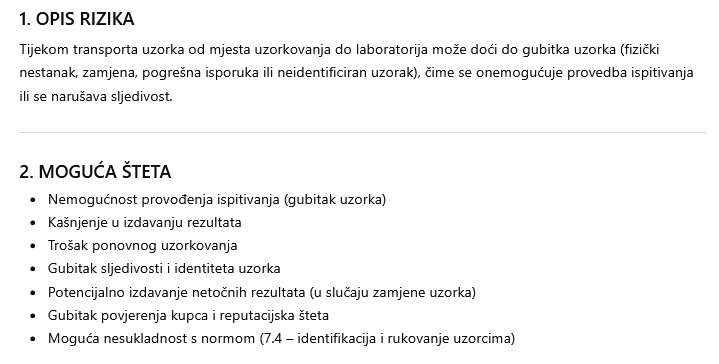 1. OPIS RIZIKA
Tijekom transporta uzorka od mjesta uzorkovanja do laboratorija može doći do gubitka uzorka (fizički
nestanak, zamjena, pogrešna isporuka ili neidentificiran uzorak), čime se onemogućuje provedba ispitivanja
ili se narušava sljedivost.
2. MOGUĆA ŠTETA
• Nemogućnost provođenja ispitivanja (gubitak uzorka)
• Kašnjenje u izdavanju rezultata
• Trošak ponovnog uzorkovanja
• Gubitak sljedivosti i identiteta uzorka
• Potencijalno izdavanje netočnih rezultata (u slučaju zamjene uzorka)
• Gubitak povjerenja kupca i reputacijska šteta
• Moguća nesukladnost s normom (7.4 – identifikacija i rukovanje uzorcima)